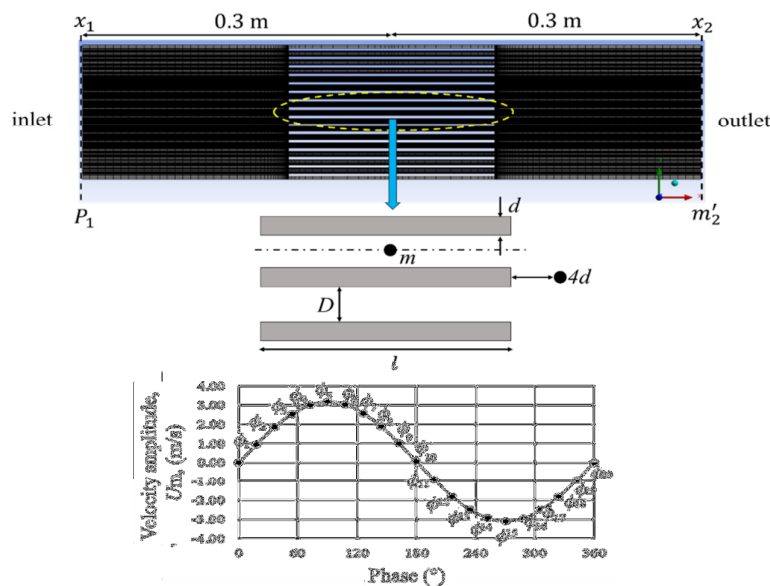 x₁ 0.3 m 0.3 m x₂
inlet outlet
P₁ m′₂
d
m
4d
D
l
Velocity amplitude,
Um, (m/s)
4.00
3.00
2.00
1.00
0.00
-1.00
-2.00
-3.00
-4.00
0 60 120 180 240 300 360
Phase (°)